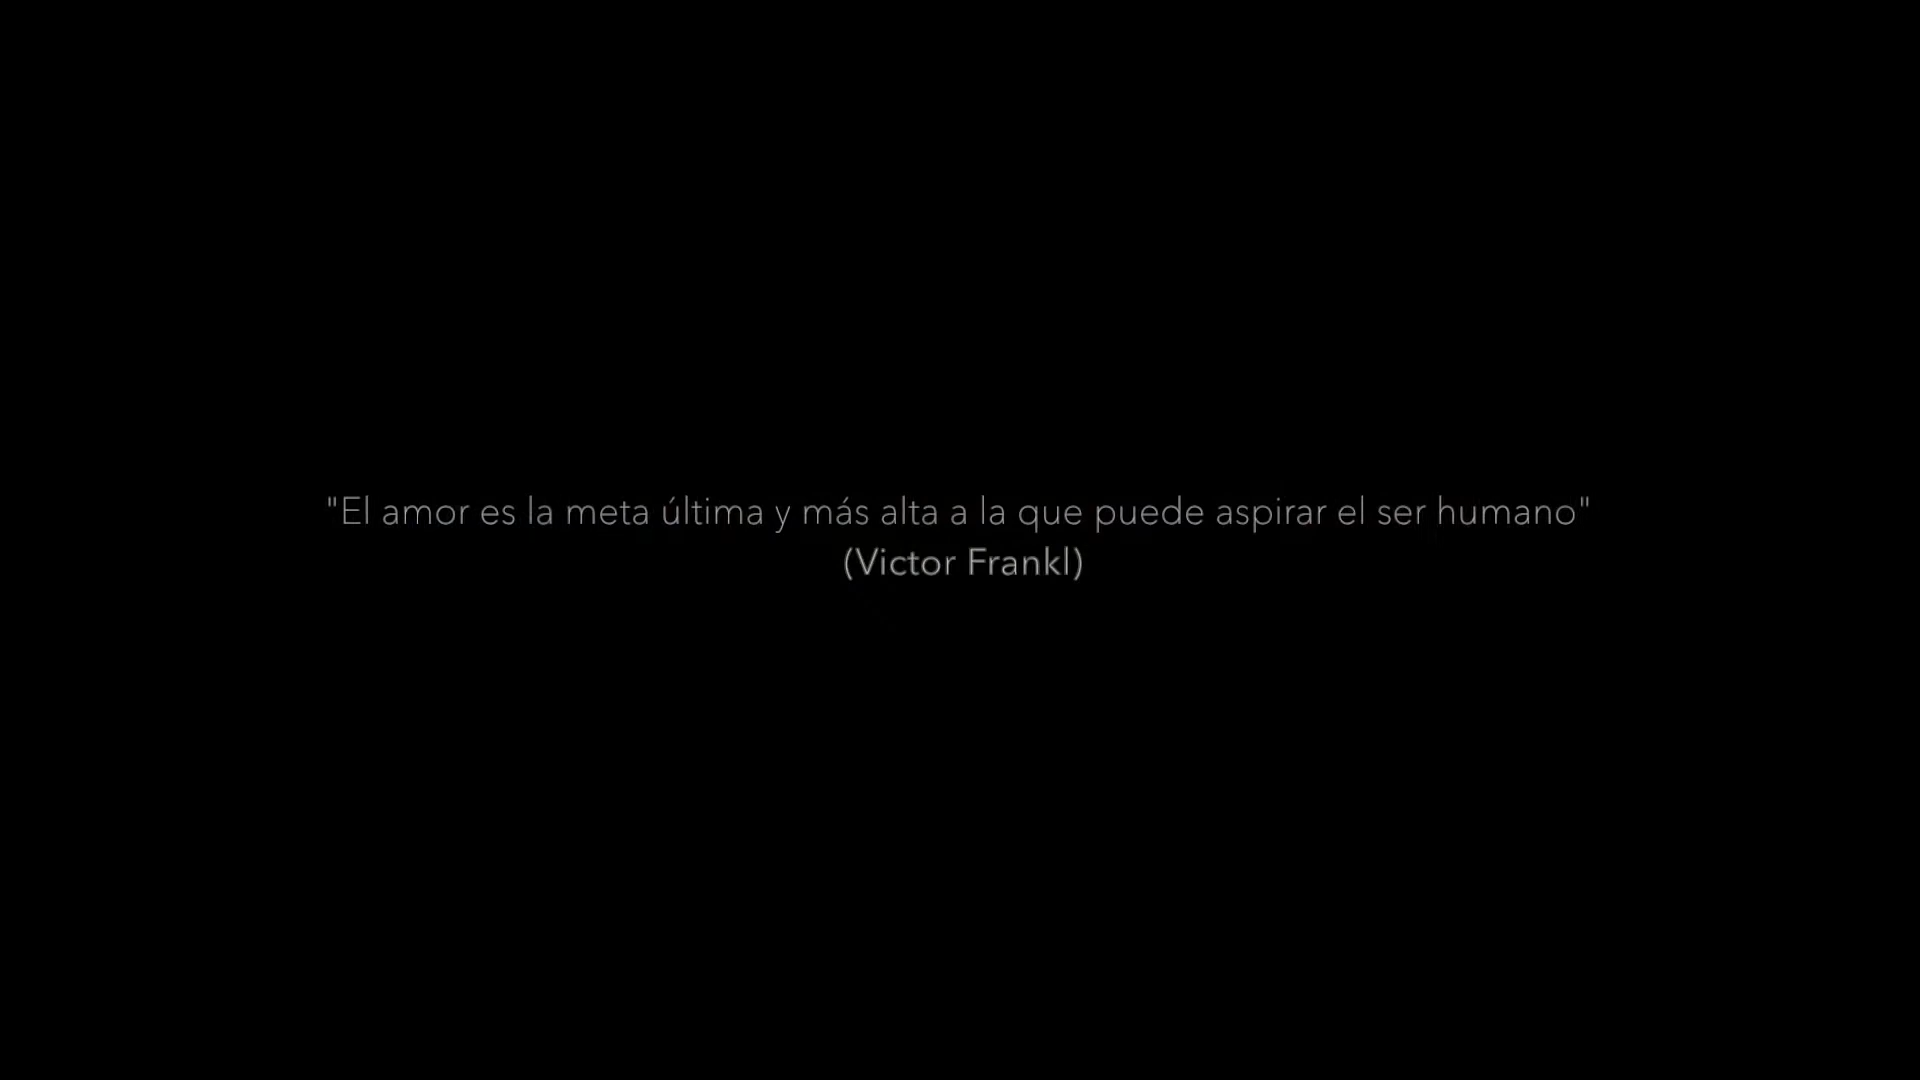 "El amor es la meta última y más alta a la que puede aspirar el ser humano"
(Victor Frankl)